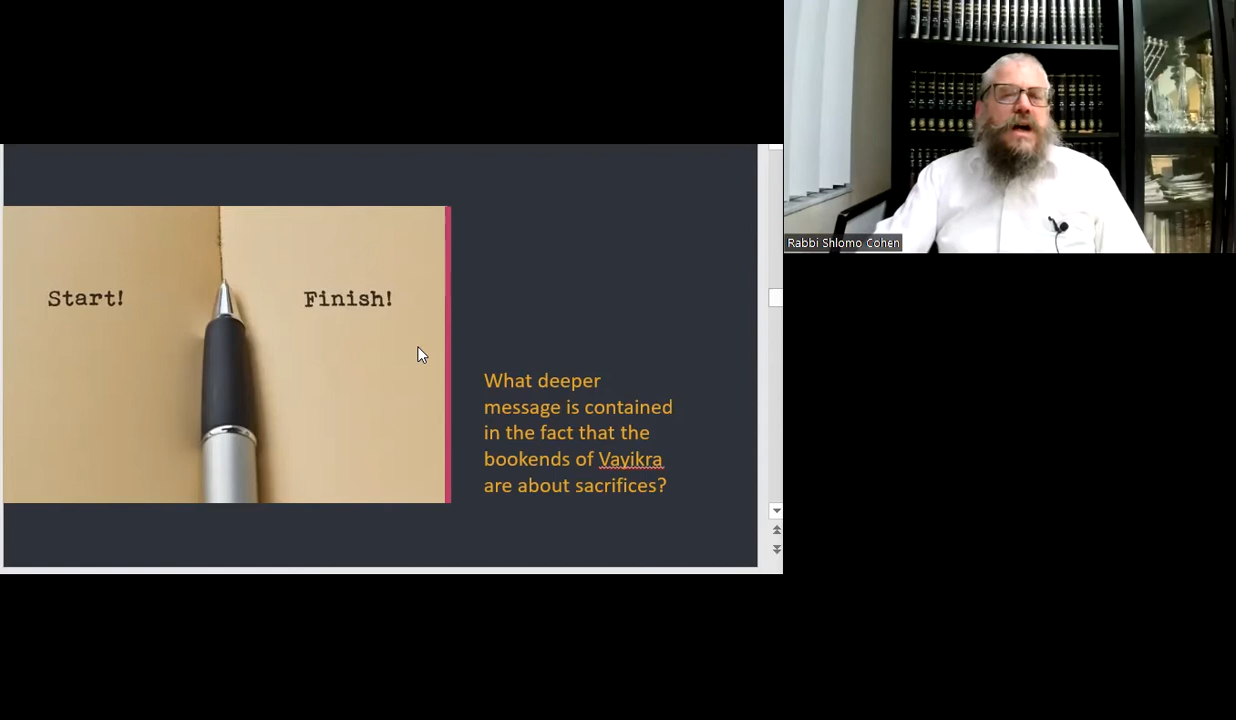 Rabbi Shlomo Cohen
Start!
Finish!
What deeper
message is contained
in the fact that the
bookends of Vayikra
are about sacrifices?